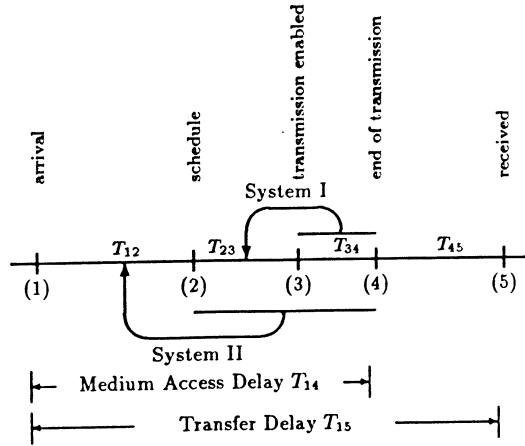 arrival
schedule
transmission enabled
end of transmission
received
System I
T₁₂
T₂₃
T₃₄
T₄₅
(1)
(2)
(3)
(4)
(5)
System II
Medium Access Delay T₁₄
Transfer Delay T₁₅